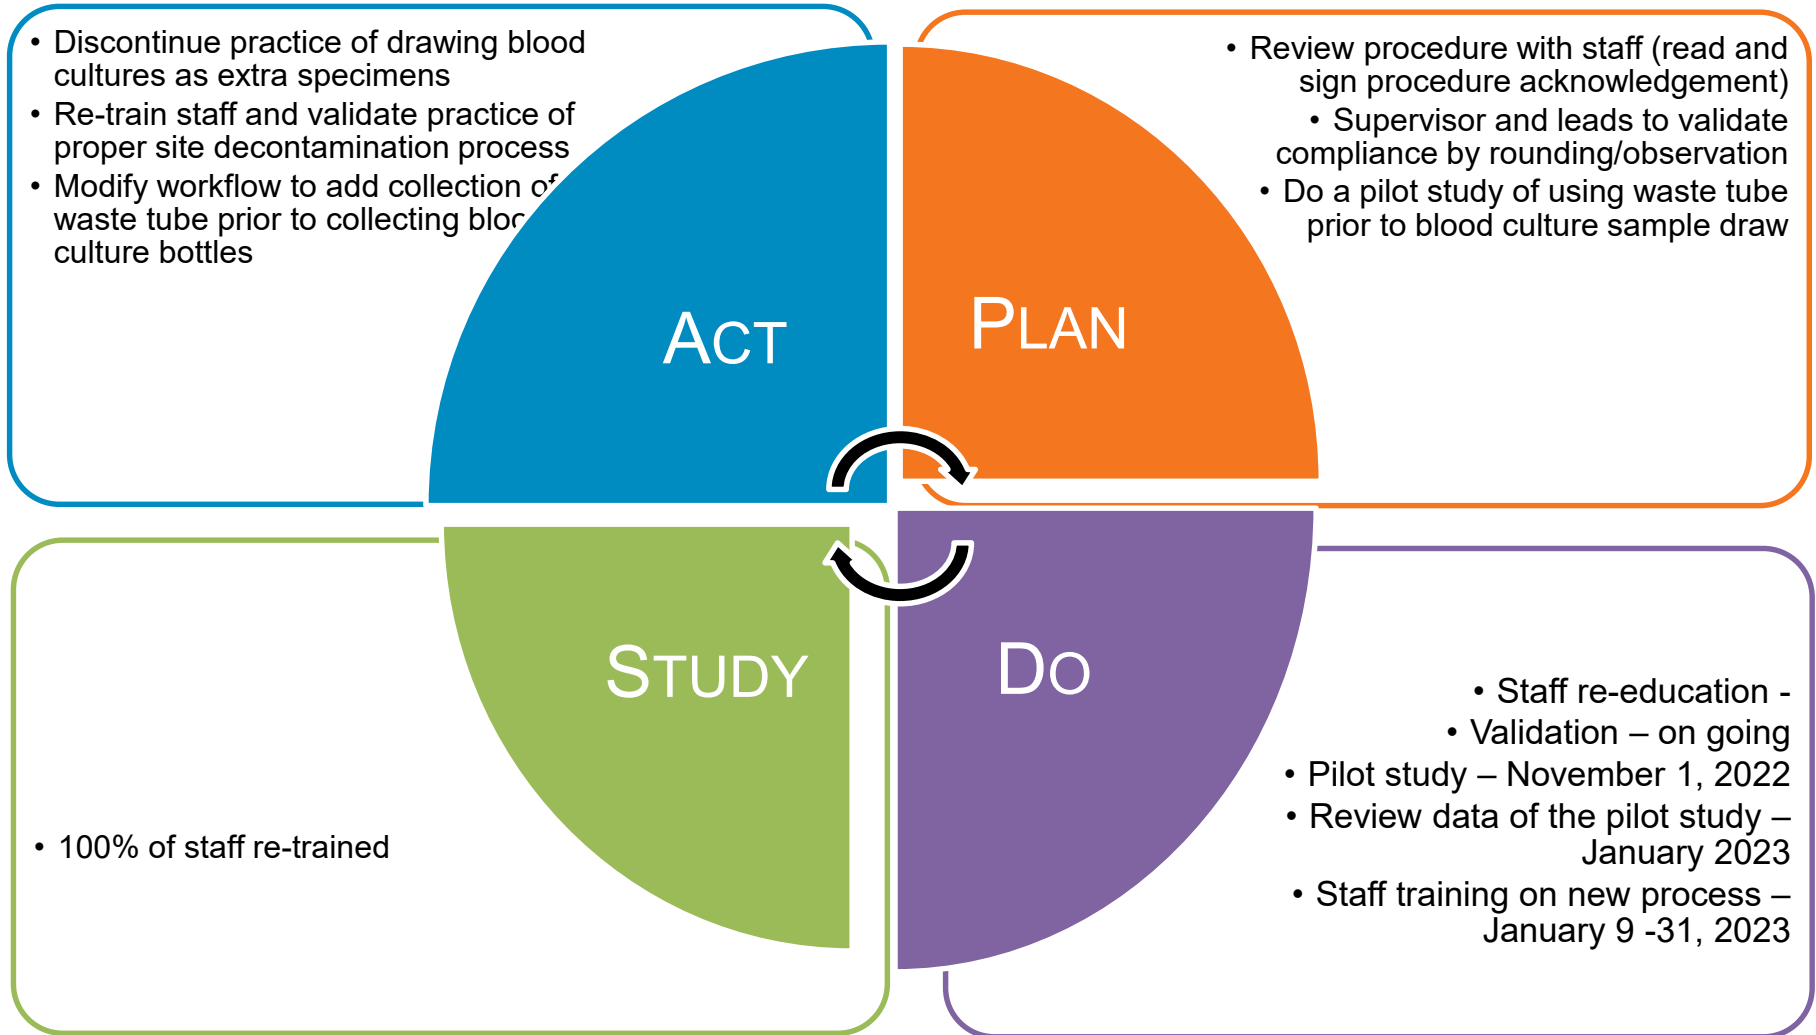 • Discontinue practice of drawing blood
cultures as extra specimens
• Re-train staff and validate practice of
proper site decontamination process
• Modify workflow to add collection of
waste tube prior to collecting
culture bottles
ACT
• Review procedure with staff (read and
sign procedure acknowledgement)
• Supervisor and leads to validate
compliance by rounding/observation
• Do a pilot study of using waste tube
prior to blood culture sample draw
PLAN
STUDY
• 100% of staff re-trained
DO
• Staff re-education -
• Validation – on going
• Pilot study – November 1, 2022
• Review data of the pilot study –
January 2023
• Staff training on new process –
January 9 -31, 2023